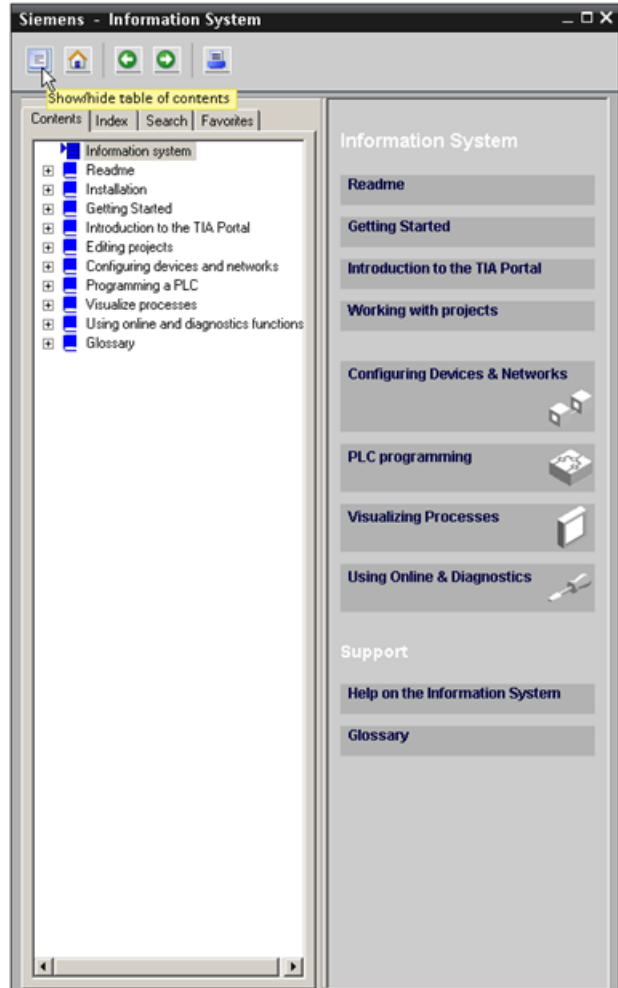 Siemens - Information System
Show/hide table of contents
Contents Index Search Favorites
Information system
Readme
Installation
Getting Started
Introduction to the TIA Portal
Editing projects
Configuring devices and networks
Programming a PLC
Visualize processes
Using online and diagnostics functions
Glossary
Information System
Readme
Getting Started
Introduction to the TIA Portal
Working with projects
Configuring Devices & Networks
PLC programming
Visualizing Processes
Using Online & Diagnostics
Support
Help on the Information System
Glossary